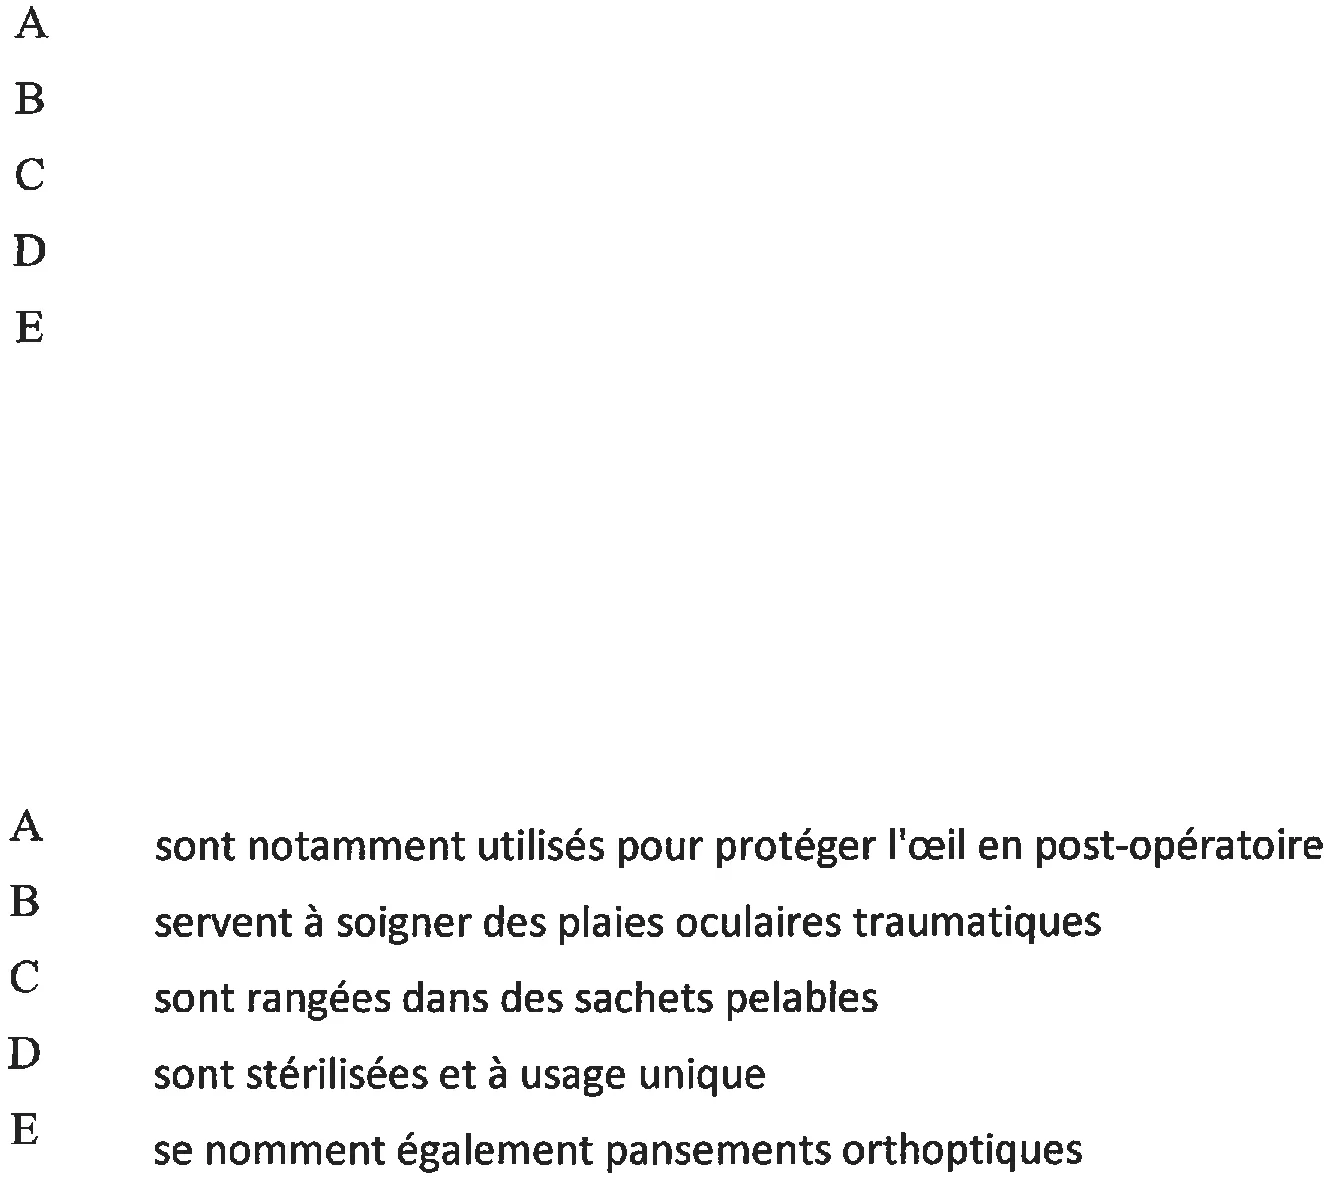 A
B
C
D
E
A sont notamment utilisés pour protéger l'œil en post-opératoire
B servent à soigner des plaies oculaires traumatiques
C sont rangées dans des sachets pelables
D sont stérilisées et à usage unique
E se nomment également pansements orthoptiques